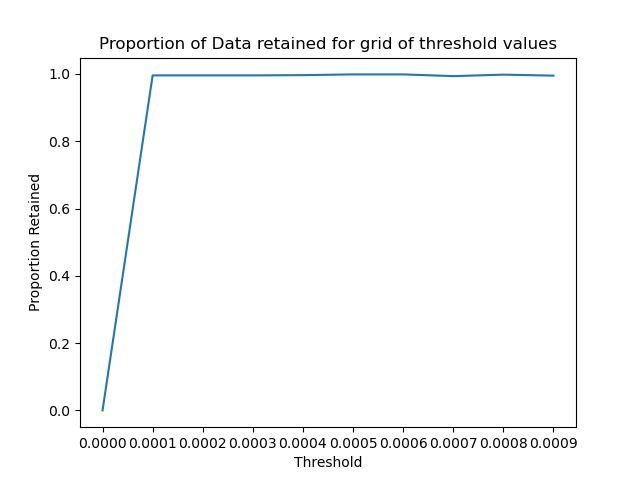 Proportion of Data retained for grid of threshold values
1.0
0.8
0.6
0.4
0.2
0.0
Proportion Retained
0.0000 0.0001 0.0002 0.0003 0.0004 0.0005 0.0006 0.0007 0.0008 0.0009
Threshold